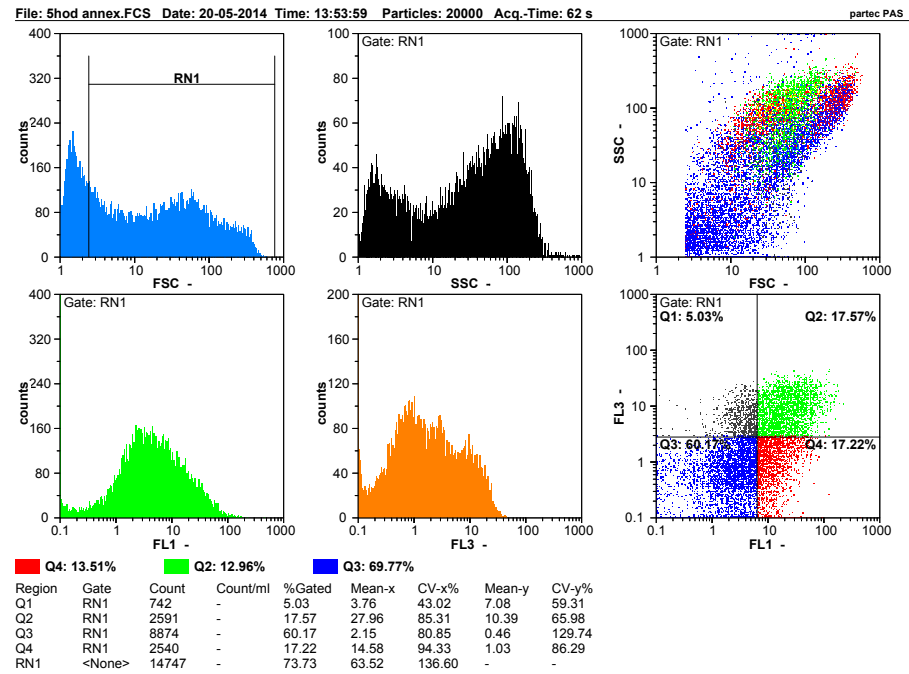 File: 5hod annex.FCS Date: 20-05-2014 Time: 13:53:59 Particles: 20000 Acq.-Time: 62 s
partec PAS
400
320
240
160
80
0
counts
RN1
1
10
100
1000
FSC -
100
80
60
40
20
0
counts
Gate: RN1
1
10
100
1000
SSC -
1000
100
10
1
SSC -
Gate: RN1
1
10
100
1000
FSC -
400
320
240
160
80
0
counts
Gate: RN1
0.1
1
10
100
1000
FL1 -
200
160
120
80
40
0
counts
Gate: RN1
0.1
1
10
100
1000
FL3 -
1000
100
10
1
0.1
FL3 -
Gate: RN1
Q1: 5.03%
Q2: 17.57%
Q3: 60.17%
Q4: 17.22%
0.1
1
10
100
1000
FL1 -
Q4: 13.51% Q2: 12.96% Q3: 69.77%
Region Gate Count Count/ml %Gated Mean-x CV-x% Mean-y CV-y%
Q1 RN1 742 - 5.03 3.76 43.02 7.08 59.31
Q2 RN1 2591 - 17.57 27.96 85.31 10.39 65.98
Q3 RN1 8874 - 60.17 2.15 80.85 0.46 129.74
Q4 RN1 2540 - 17.22 14.58 94.33 1.03 86.29
RN1 <None> 14747 - 73.73 63.52 136.60 - -